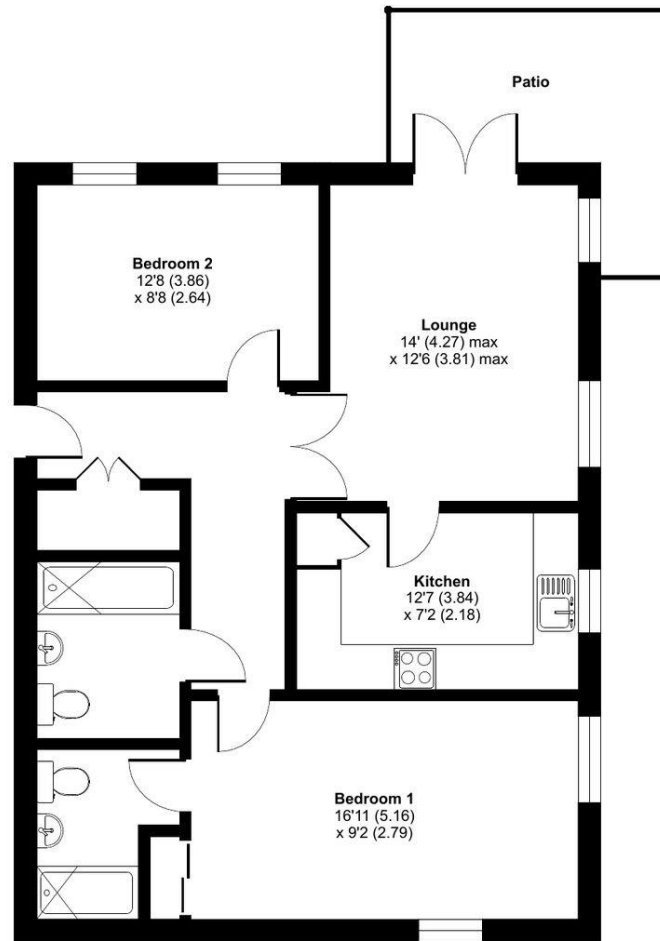 Patio
Bedroom 2
12'8 (3.86)
x 8'8 (2.64)
Lounge
14' (4.27) max
x 12'6 (3.81) max
Kitchen
12'7 (3.84)
x 7'2 (2.18)
Bedroom 1
16'11 (5.16)
x 9'2 (2.79)